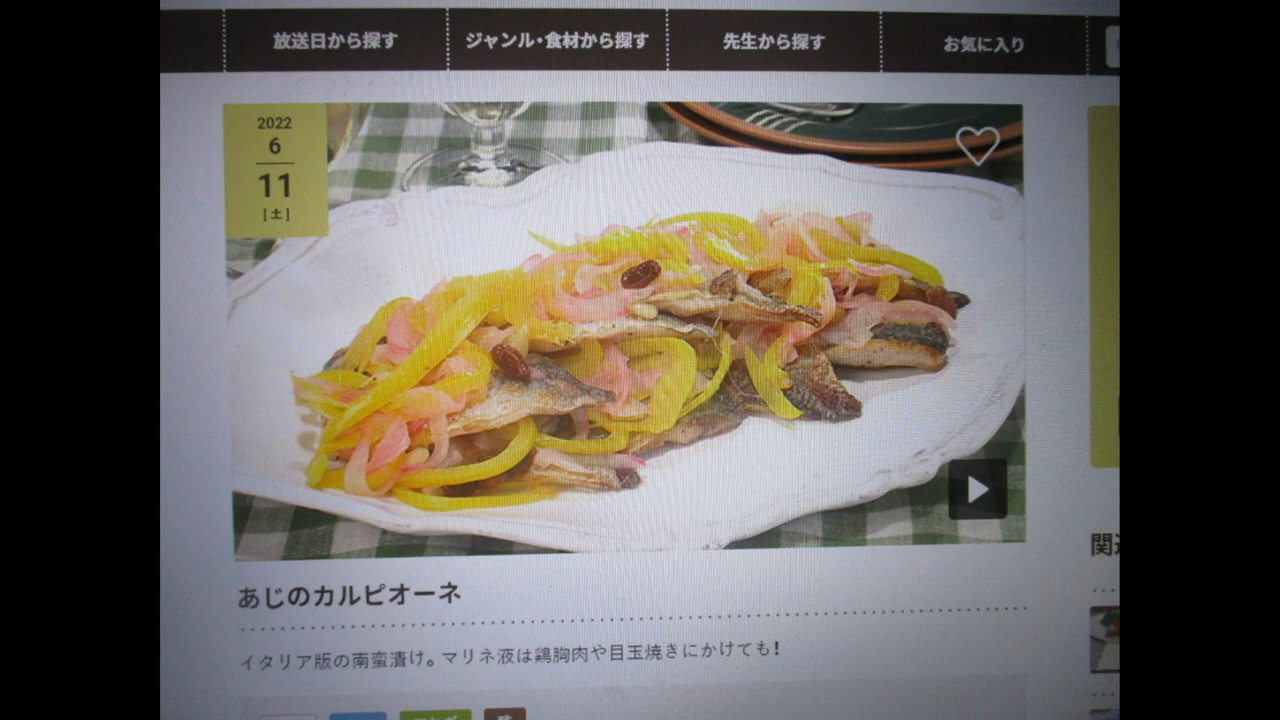 放送日から探す
ジャンル・食材から探す
先生から探す
お気に入り
2022
6
11
[土]
あじのカルピオーネ
イタリア版の南蛮漬け。マリネ液は鶏胸肉や目玉焼きにかけても!